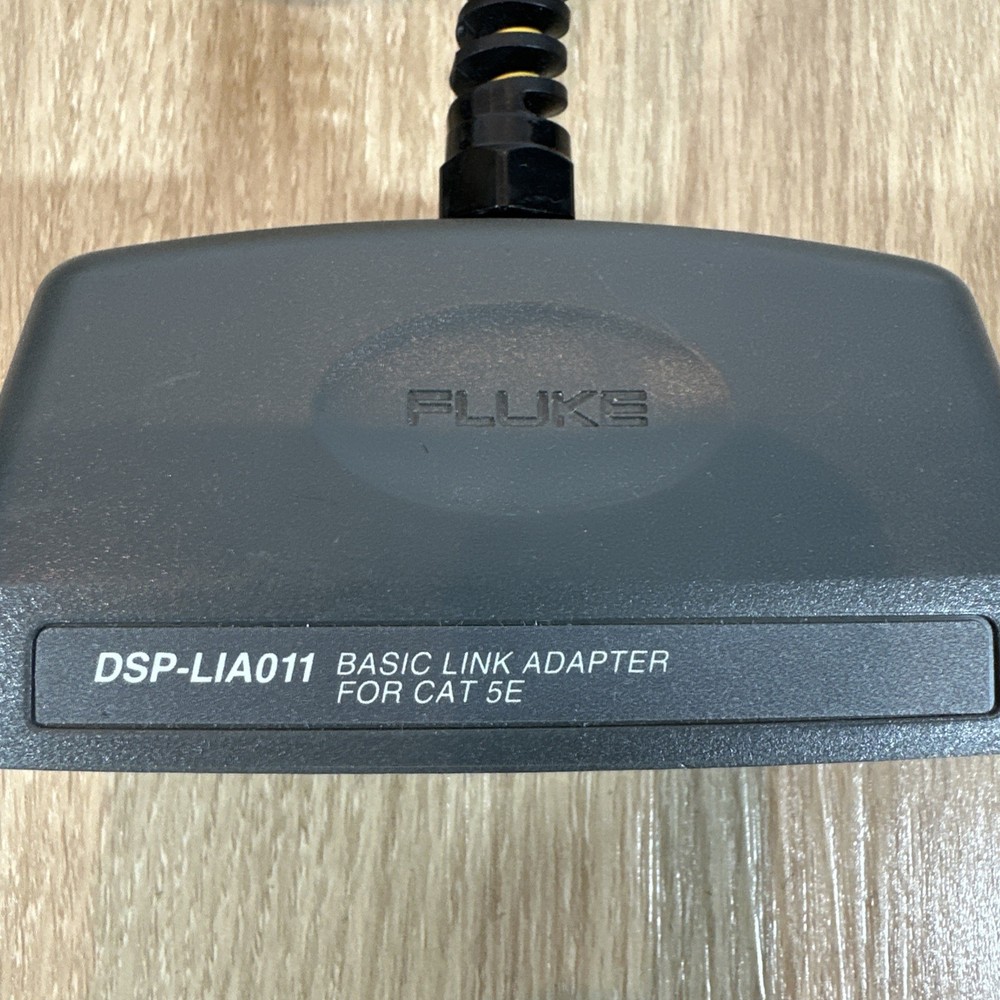 FLUKE
DSP-LIA011 BASIC LINK ADAPTER
FOR CAT 5E